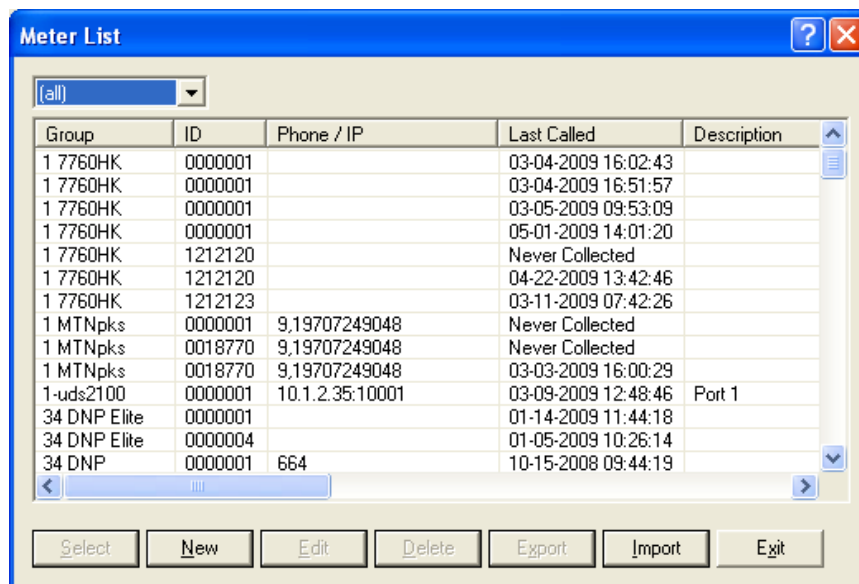 Meter List
(all)
Group ID Phone / IP Last Called Description
1 7760HK 0000001 03-04-2009 16:02:43
1 7760HK 0000001 03-04-2009 16:51:57
1 7760HK 0000001 03-05-2009 09:53:09
1 7760HK 0000001 05-01-2009 14:01:20
1 7760HK 1212120 Never Collected
1 7760HK 1212120 04-22-2009 13:42:46
1 7760HK 1212123 03-11-2009 07:42:26
1 MTNpks 0000001 9,19707249048 Never Collected
1 MTNpks 0018770 9,19707249048 Never Collected
1 MTNpks 0018770 9,19707249048 03-03-2009 16:00:29
1-uds2100 0000001 10.1.2.35:10001 03-09-2009 12:48:46 Port 1
34 DNP Elite 0000001 01-14-2009 11:44:18
34 DNP Elite 0000004 01-05-2009 10:26:14
34 DNP 0000001 664 10-15-2008 09:44:19
Select New Edit Delete Export Import Exit